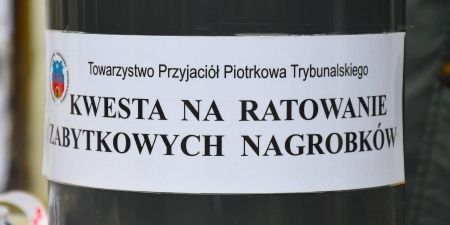 Towarzystwo Przyjaciół Piotrkowa Trybunalskiego
KWESTA NA RATOWANIE
ZABYTKOWYCH NAGROBKÓW